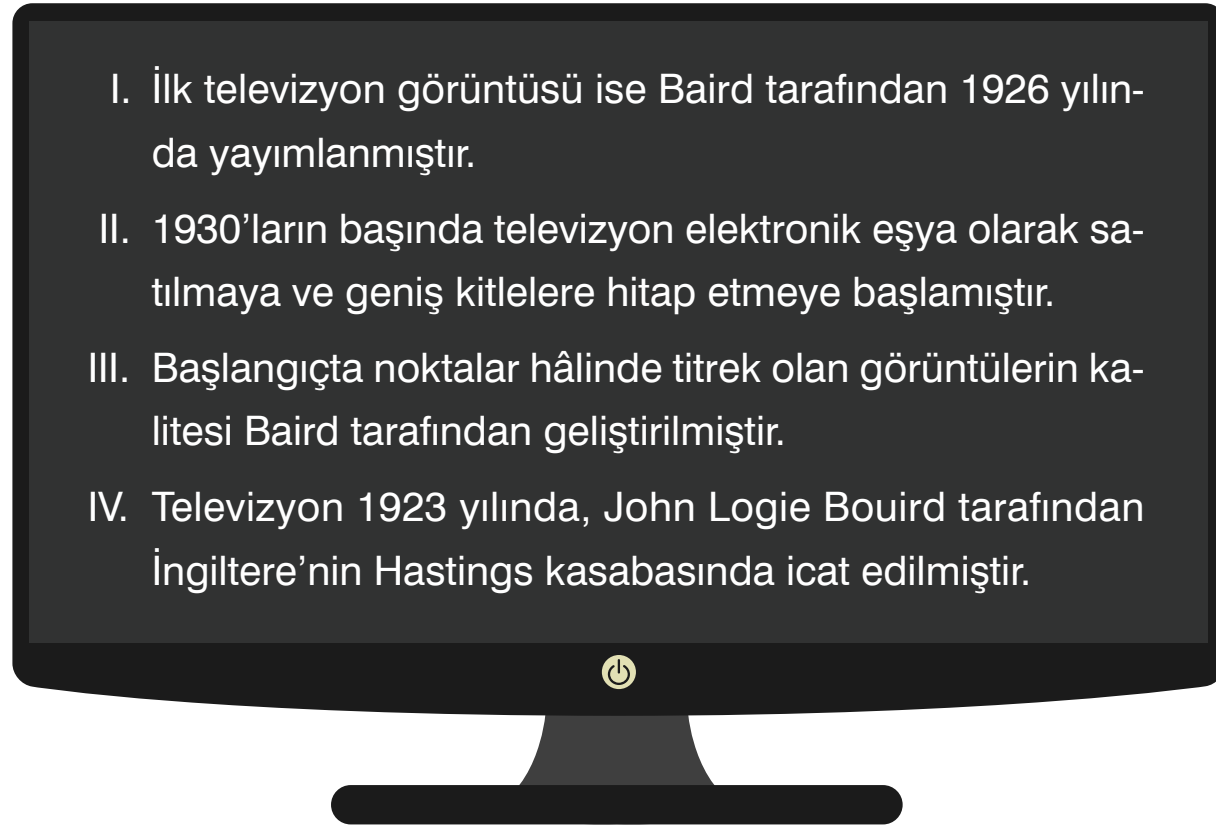 I. İlk televizyon görüntüsü ise Baird tarafından 1926 yılın-
da yayımlanmıştır.
II. 1930’ların başında televizyon elektronik eşya olarak sa-
tılmaya ve geniş kitlelere hitap etmeye başlamıştır.
III. Başlangıçta noktalar hâlinde titrek olan görüntülerin ka-
litesi Baird tarafından geliştirilmiştir.
IV. Televizyon 1923 yılında, John Logie Bouird tarafından
İngiltere’nin Hastings kasabasında icat edilmiştir.